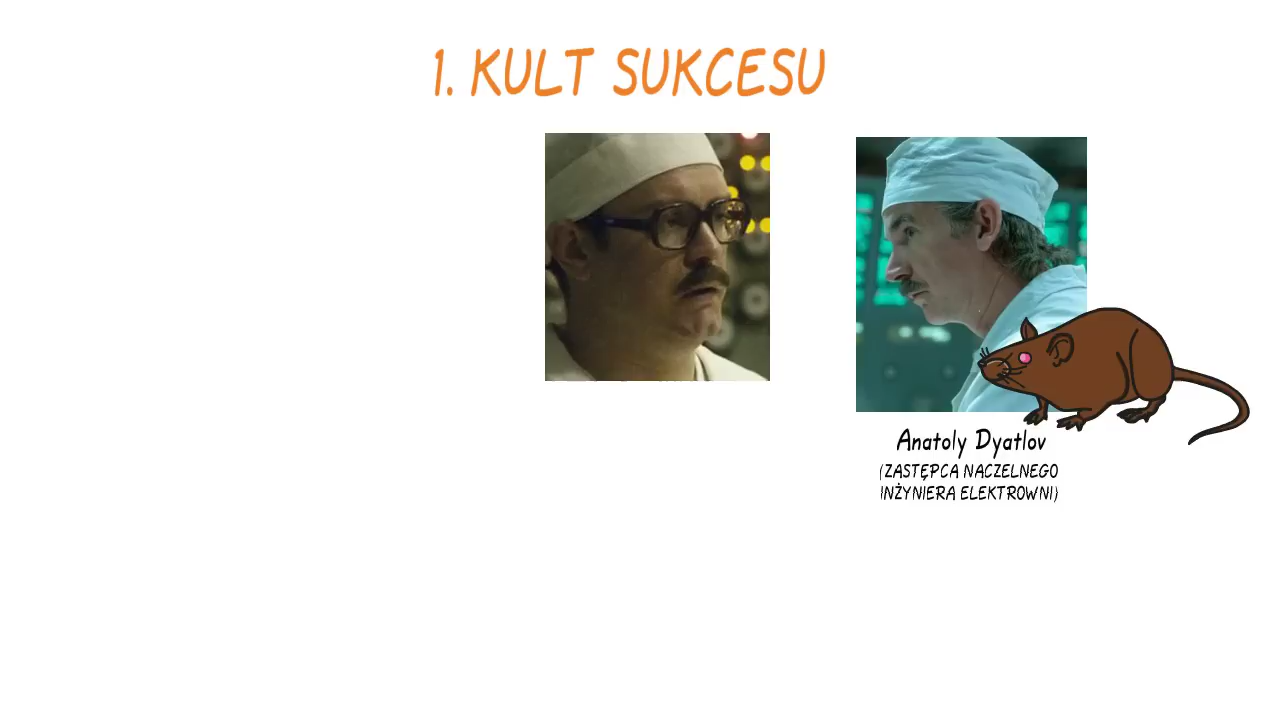 1. KULT SUKCESU
Anatoly Dyatlov
(ZASTĘPCA NACZELNEGO
INŻYNIERA ELEKTROWNI)